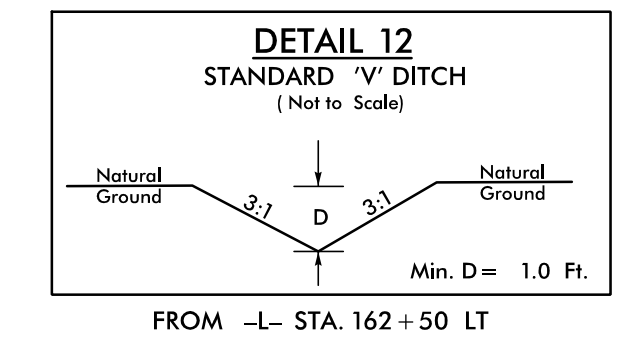 DETAIL 12
STANDARD 'V' DITCH
( Not to Scale)
Natural
Ground
3:1
D
3:1
Natural
Ground
Min. D = 1.0 Ft.
FROM -L- STA. 162 + 50 LT